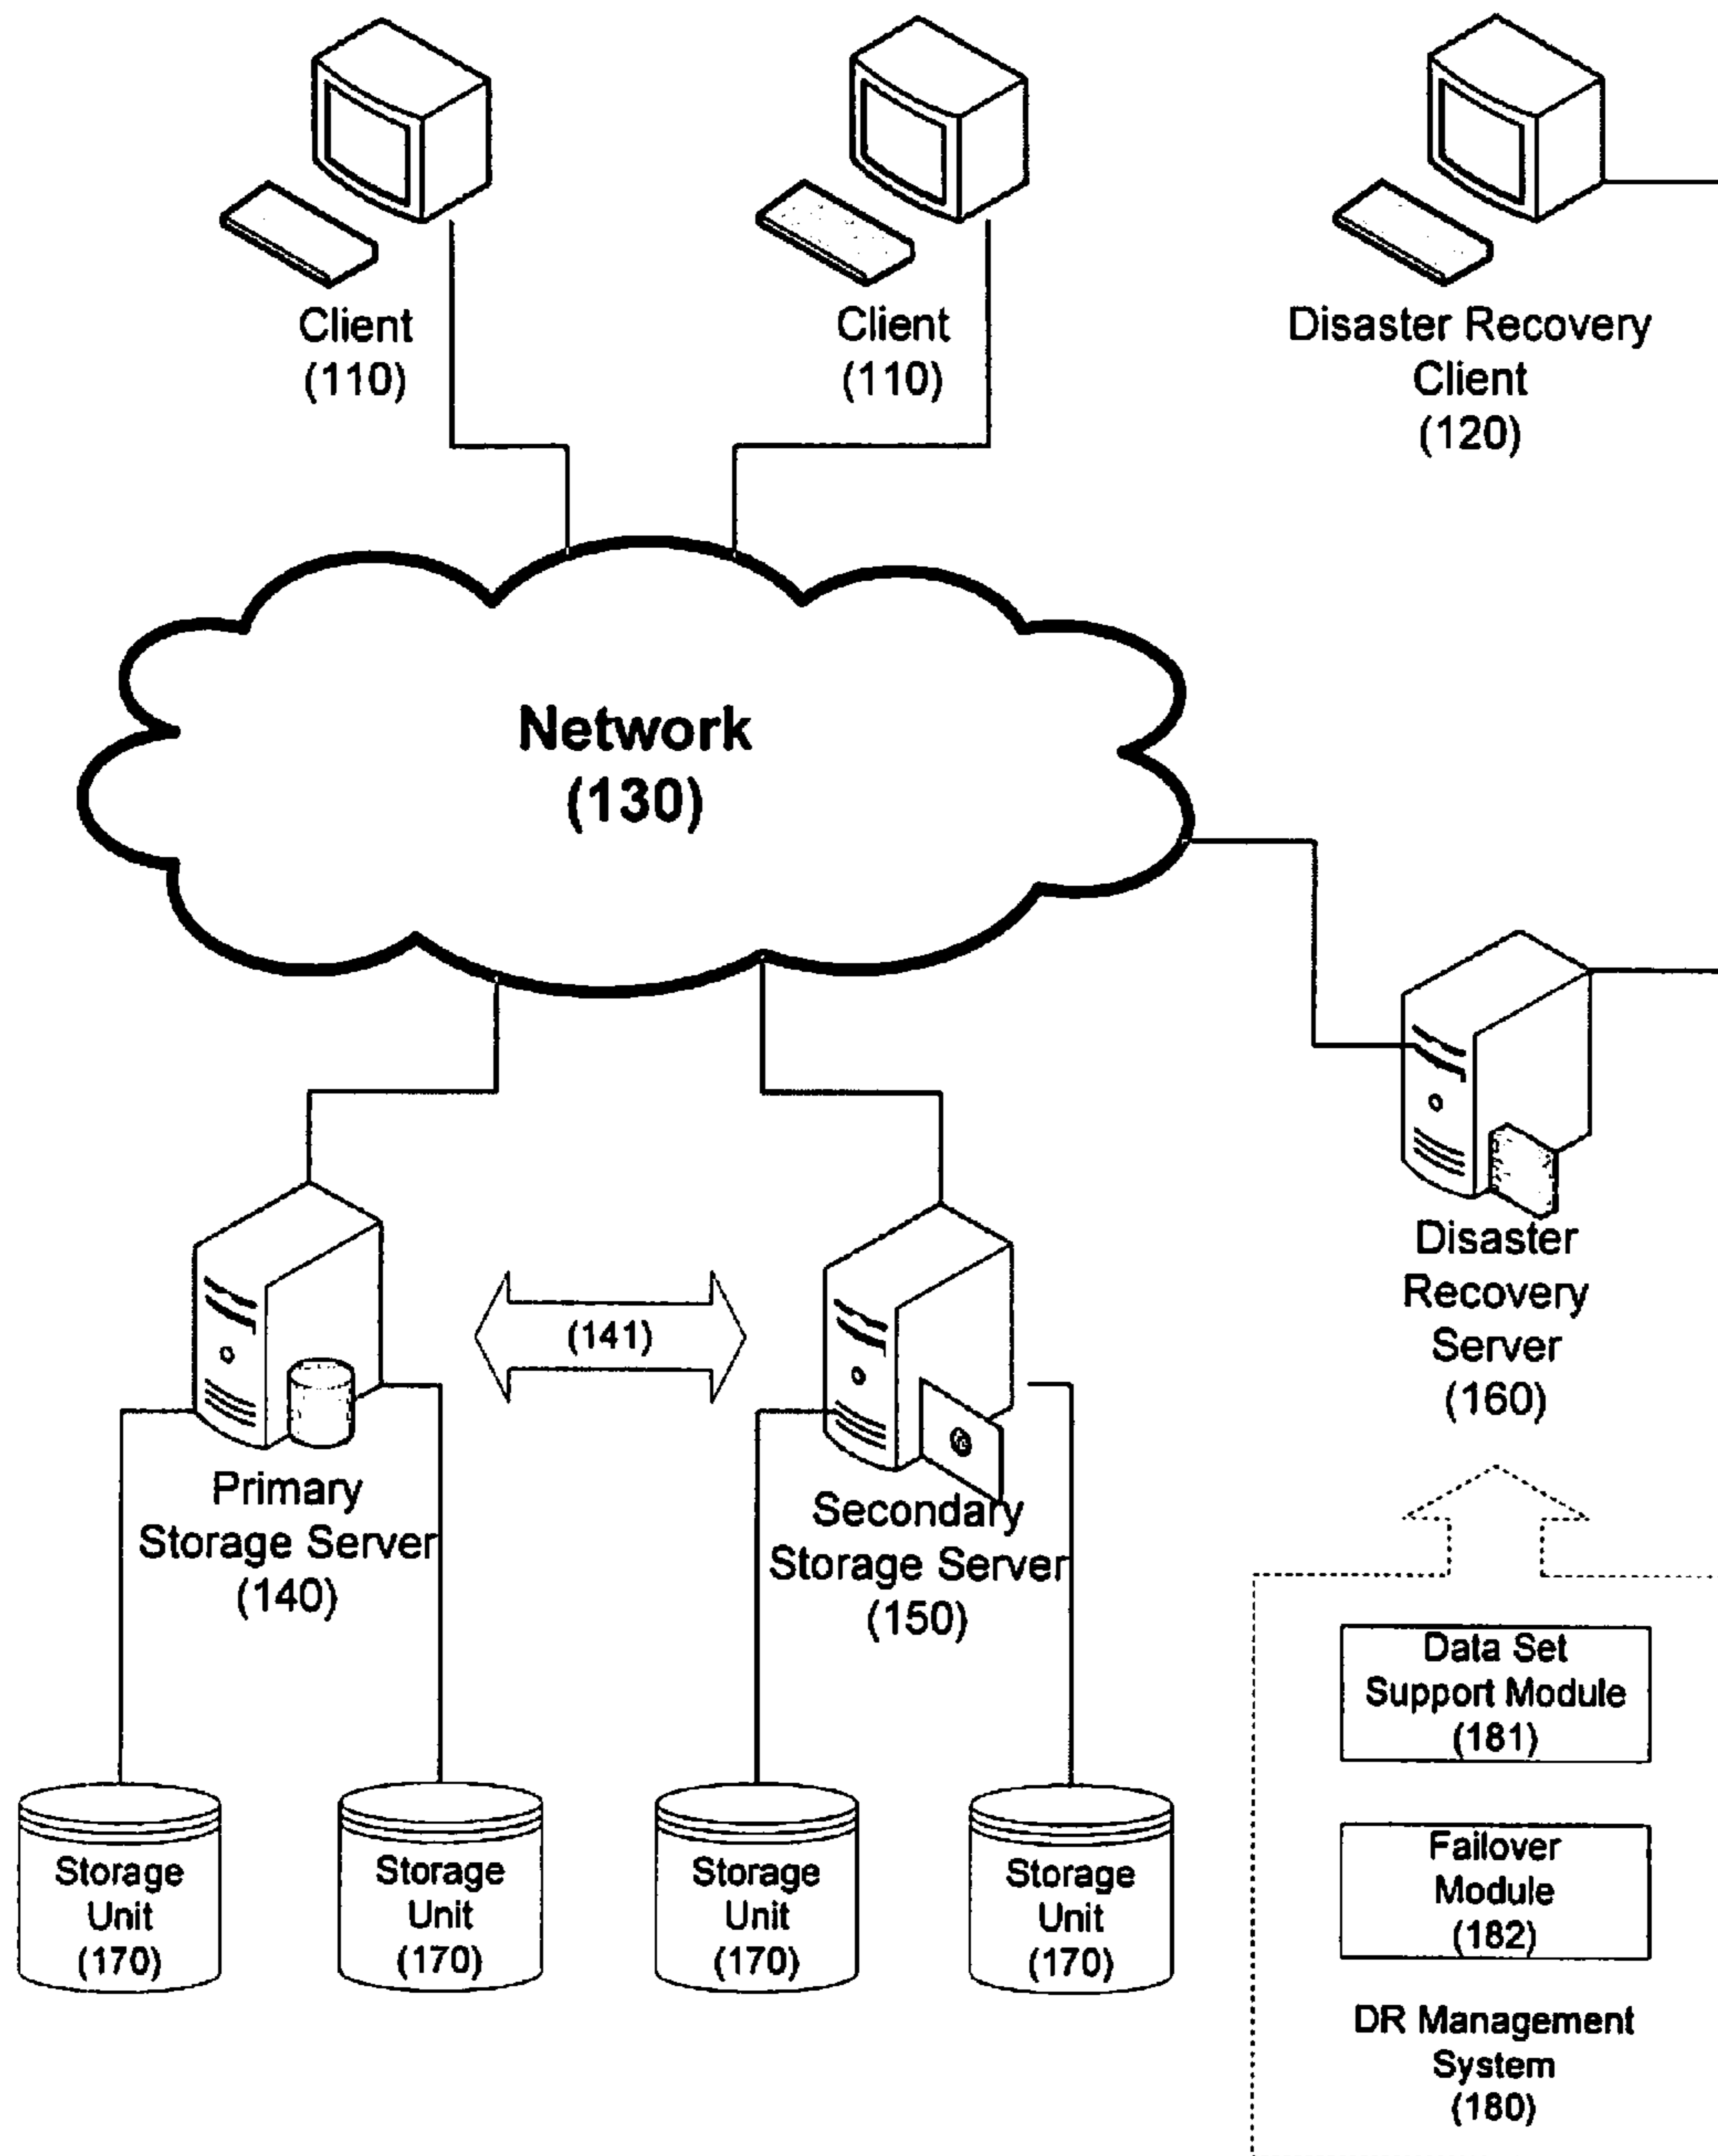 Client
(110)
Client
(110)
Disaster Recovery
Client
(120)
Network
(130)
Disaster
Recovery
Server
(160)
(141)
Primary
Storage Server
(140)
Secondary
Storage Server
(150)
Data Set
Support Module
(181)
Failover
Module
(182)
DR Management
System
(180)
Storage
Unit
(170)
Storage
Unit
(170)
Storage
Unit
(170)
Storage
Unit
(170)